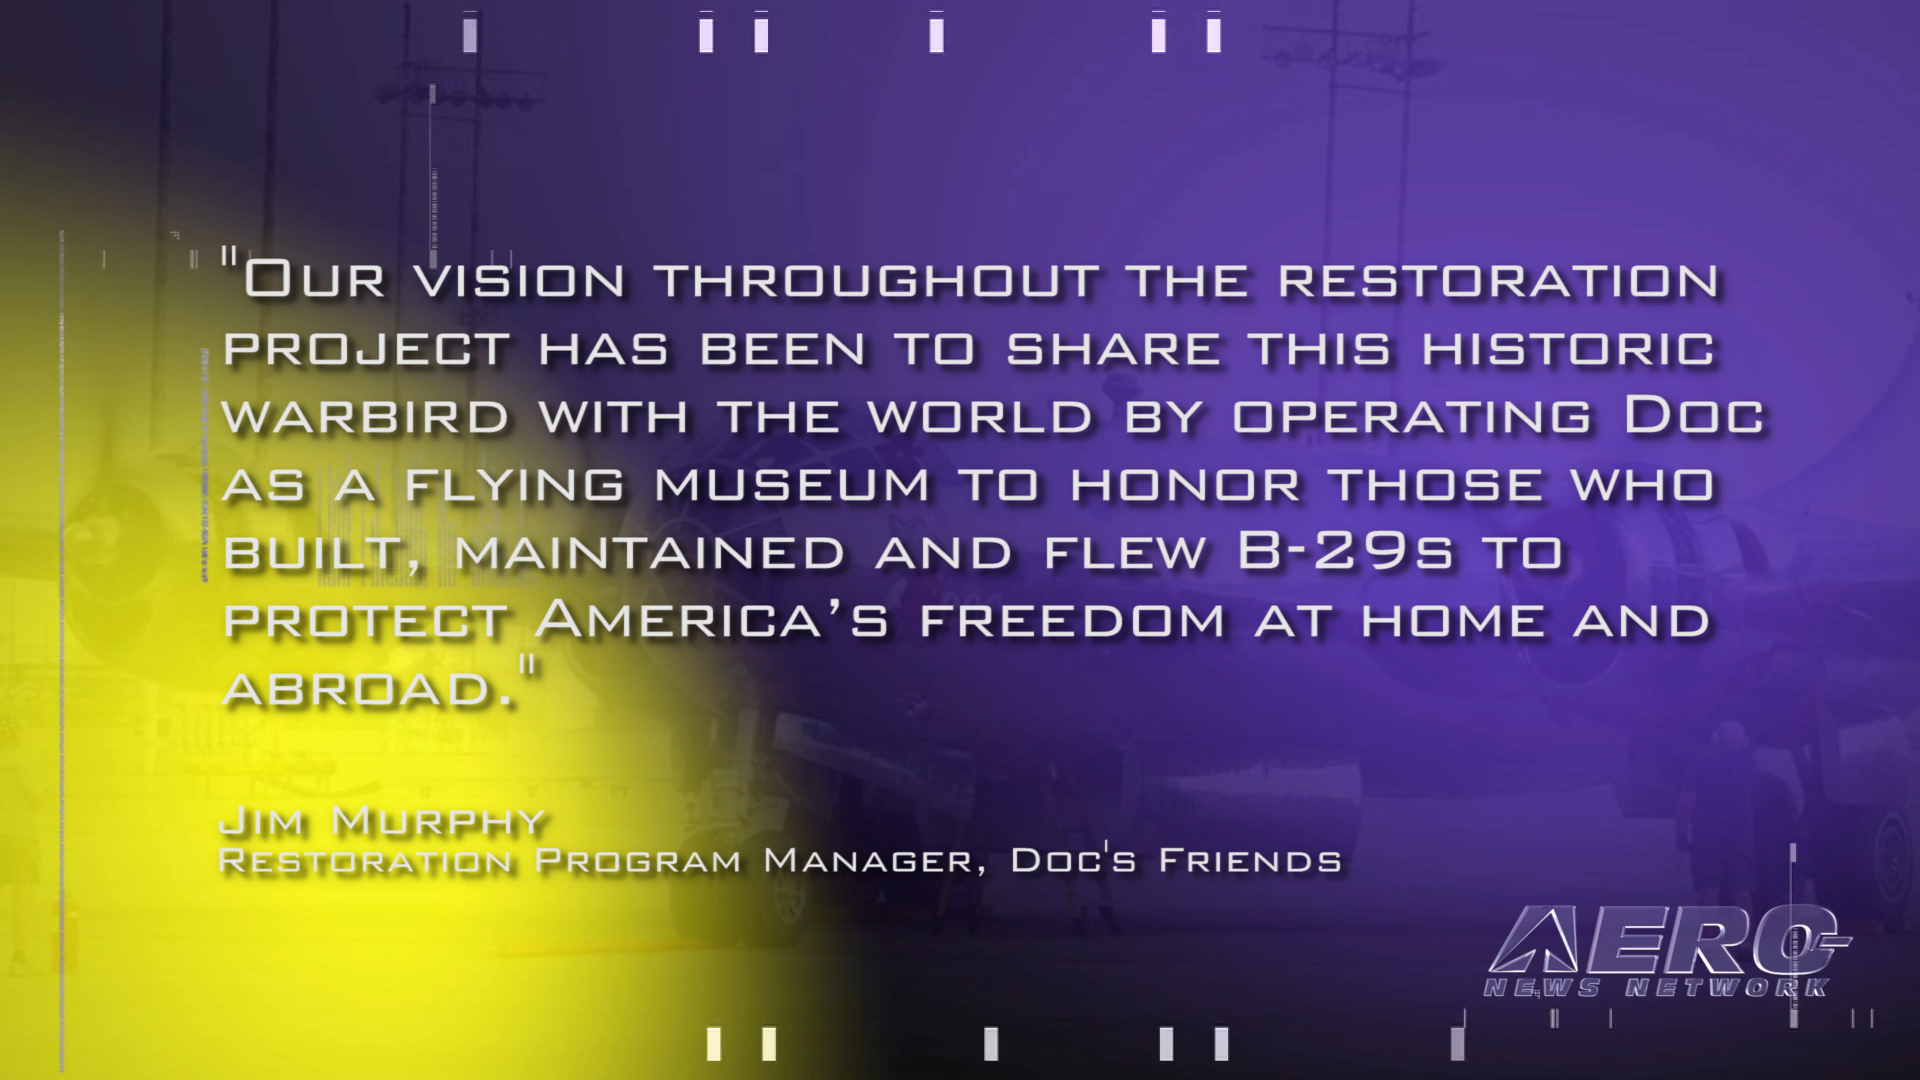 "Our vision throughout the restoration
project has been to share this historic
warbird with the world by operating Doc
as a flying museum to honor those who
built, maintained and flew B-29s to
protect America’s freedom at home and
abroad."
Jim Murphy
Restoration Program Manager, Doc's Friends
AERO-
NEWS NETWORK